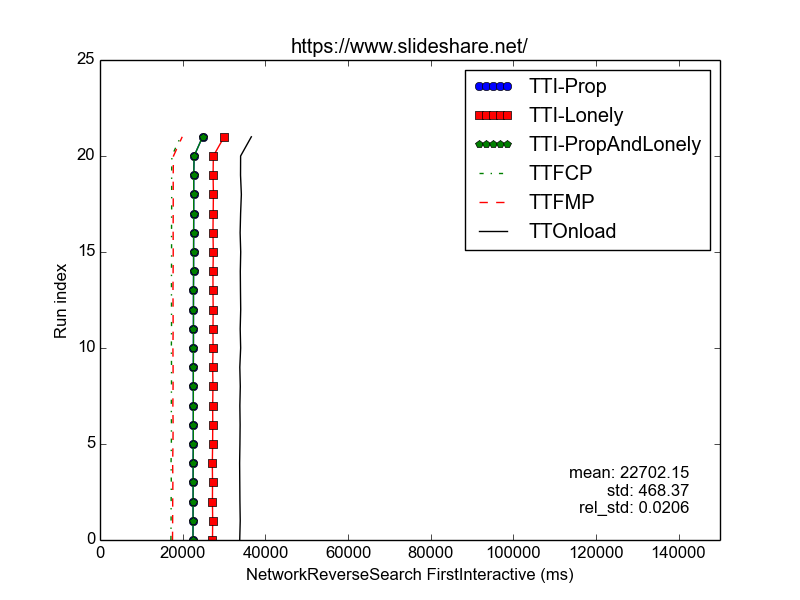 https://www.slideshare.net/
25
20
15
10
5
0
Run index
TTI-Prop
TTI-Lonely
TTI-PropAndLonely
TTFCP
TTFMP
TTOnload
mean: 22702.15
std: 468.37
rel_std: 0.0206
0 20000 40000 60000 80000 100000 120000 140000
NetworkReverseSearch FirstInteractive (ms)